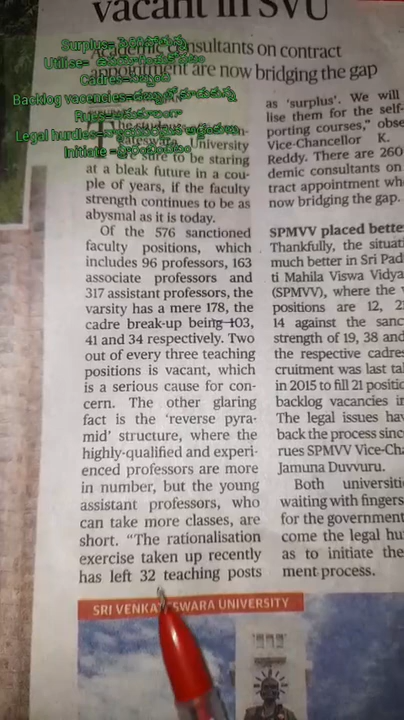 vacant in SVU
Academic consultants on contract
appointment are now bridging the gap
Surplus=
Utilise=
Cadres=
Backlog vacencies=
Rues=
Legal hurdles=
Initiate =
University
sure to be staring
at a bleak future in a cou-
ple of years, if the faculty
strength continues to be as
abysmal as it is today.
Of the 576 sanctioned
faculty positions, which
includes 96 professors, 163
associate professors and
317 assistant professors, the
varsity has a mere 178, the
cadre break-up being 103,
41 and 34 respectively. Two
out of every three teaching
positions is vacant, which
is a serious cause for con-
cern. The other glaring
fact is the ‘reverse pyra-
mid’ structure, where the
highly-qualified and experi-
enced professors are more
in number, but the young
assistant professors, who
can take more classes, are
short. “The rationalisation
exercise taken up recently
has left 32 teaching posts
as ‘surplus’. We will
lise them for the self-
porting courses,” obse
Vice-Chancellor K.
Reddy. There are 260
demic consultants on
tract appointment wh
now bridging the gap.
SPMVV placed bette
Thankfully, the situati
much better in Sri Pad
ti Mahila Viswa Vidya
(SPMVV), where the
positions are 12, 2
14 against the sanc
strength of 19, 38 and
the respective cadres
cruitment was last ta
in 2015 to fill 21 positio
backlog vacancies in
The legal issues hav
back the process since
rues SPMVV Vice-Cha
Jamuna Duvvuru.
Both universiti
waiting with fingers
for the government
come the legal hu
as to initiate the
ment process.
SRI VENKATESWARA UNIVERSITY